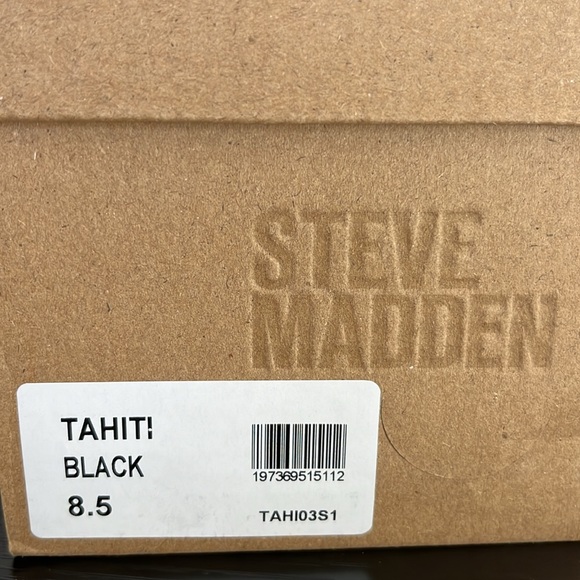 STEVE
MADDEN
TAHITI
BLACK
8.5
197369515112
TAHI03S1